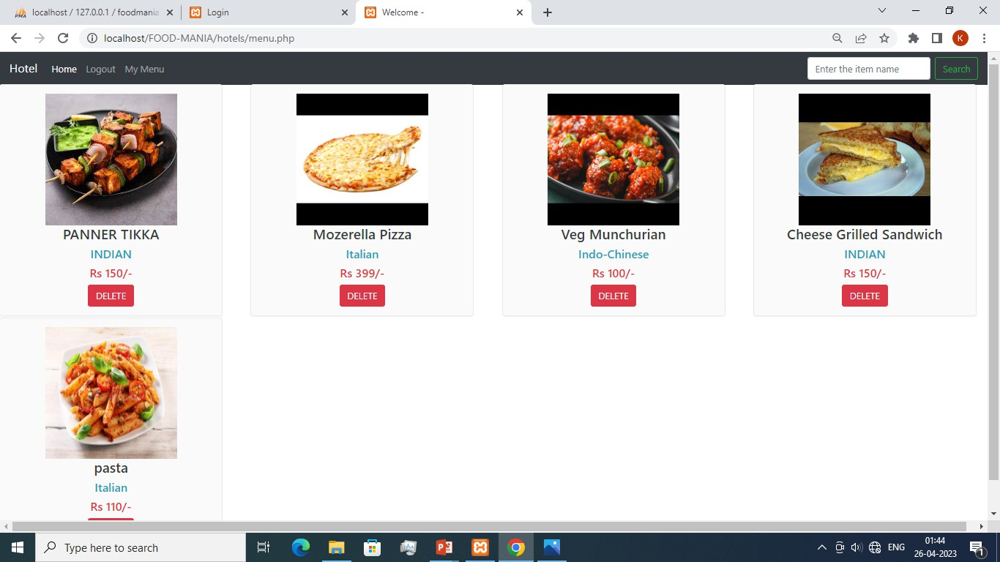 localhost / 127.0.0.1 / foodmania
Login
Welcome -
localhost/FOOD-MANIA/hotels/menu.php
K
Hotel Home Logout My Menu Enter the item name Search
PANNER TIKKA
INDIAN
Rs 150/-
DELETE
Mozerella Pizza
Italian
Rs 399/-
DELETE
Veg Munchurian
Indo-Chinese
Rs 100/-
DELETE
Cheese Grilled Sandwich
INDIAN
Rs 150/-
DELETE
pasta
Italian
Rs 110/-
Type here to search
ENG
01:44
26-04-2023
1